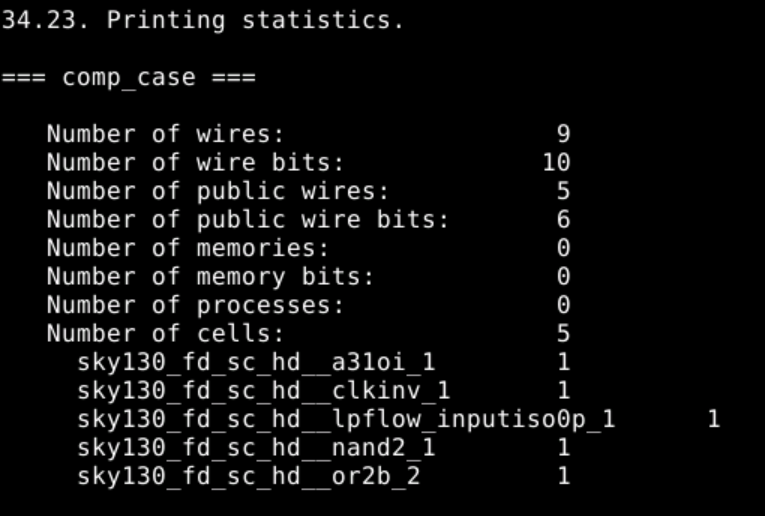 34.23. Printing statistics.
=== comp_case ===
Number of wires: 9
Number of wire bits: 10
Number of public wires: 5
Number of public wire bits: 6
Number of memories: 0
Number of memory bits: 0
Number of processes: 0
Number of cells: 5
sky130_fd_sc_hd__a31oi_1 1
sky130_fd_sc_hd__clkinv_1 1
sky130_fd_sc_hd__lpflow_inputiso0p_1 1
sky130_fd_sc_hd__nand2_1 1
sky130_fd_sc_hd__or2b_2 1